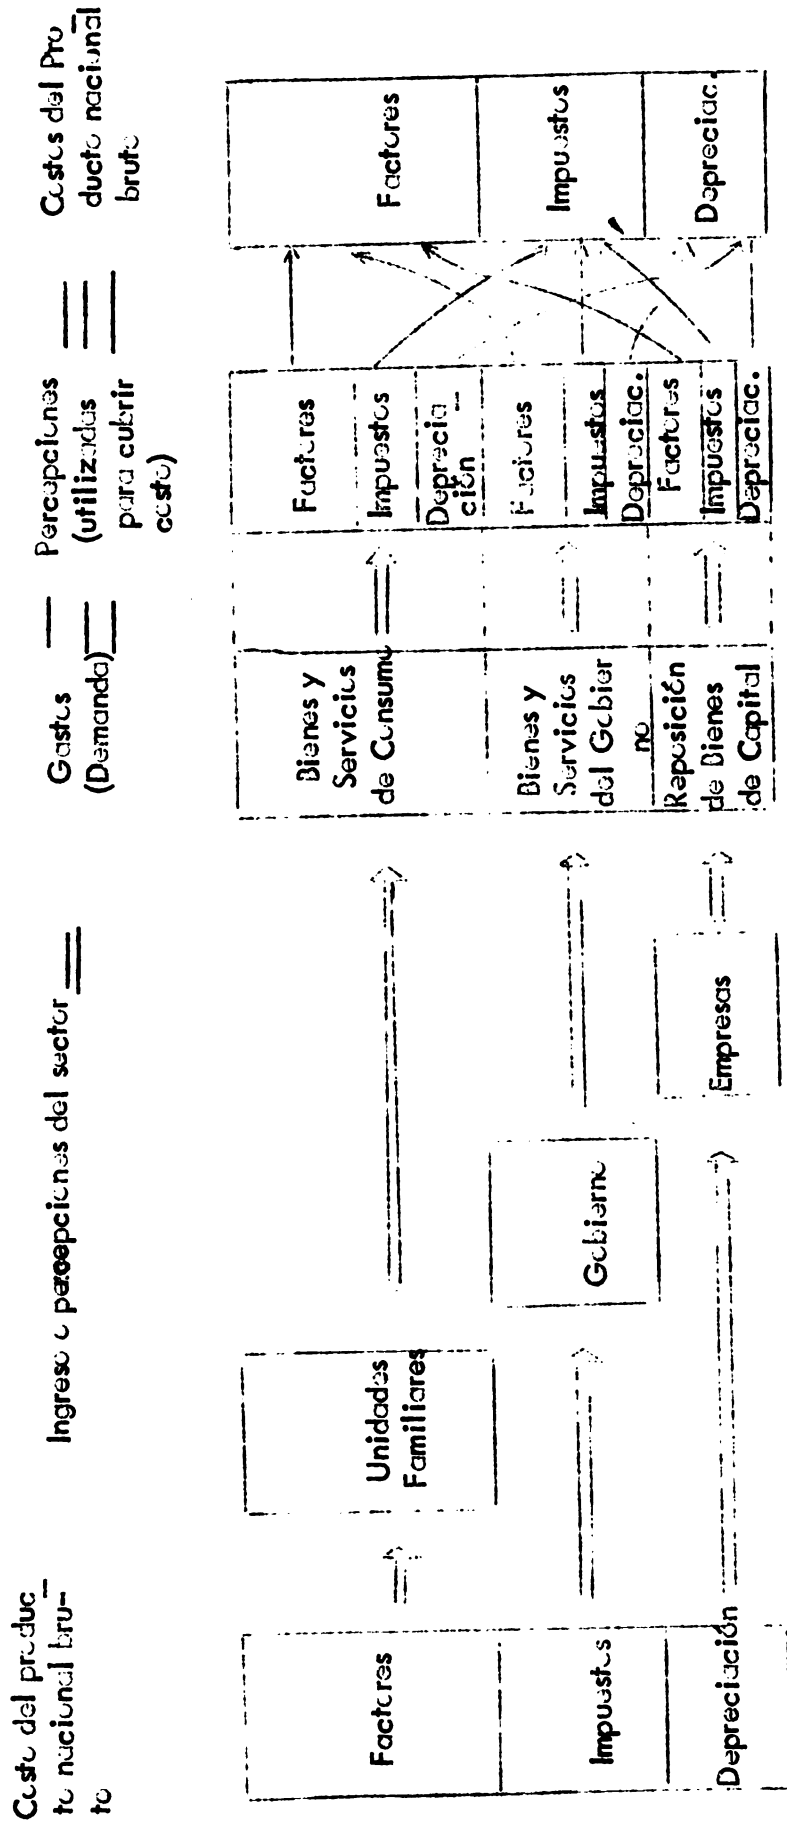 Costo del produc
to nacional bru-
to
Ingreso o percepciones del sector
Gastos
(Demanda)
Percepciones
(utilizadas
para cubrir
costo)
Costos del Pro
ducto nacional
bruto
Factores
Impuestos
Depreciación
Unidades
Familiares
Gobierno
Empresas
Bienes y
Servicios
de Consumo
Bienes y
Servicios
del Gobier
no
Reposición
de Bienes
de Capital
Factores
Impuestos
Deprecia
ción
Factores
Impuestos
Depreciac.
Factores
Impuestos
Depreciac.
Factores
Impuestos
Depreciac.